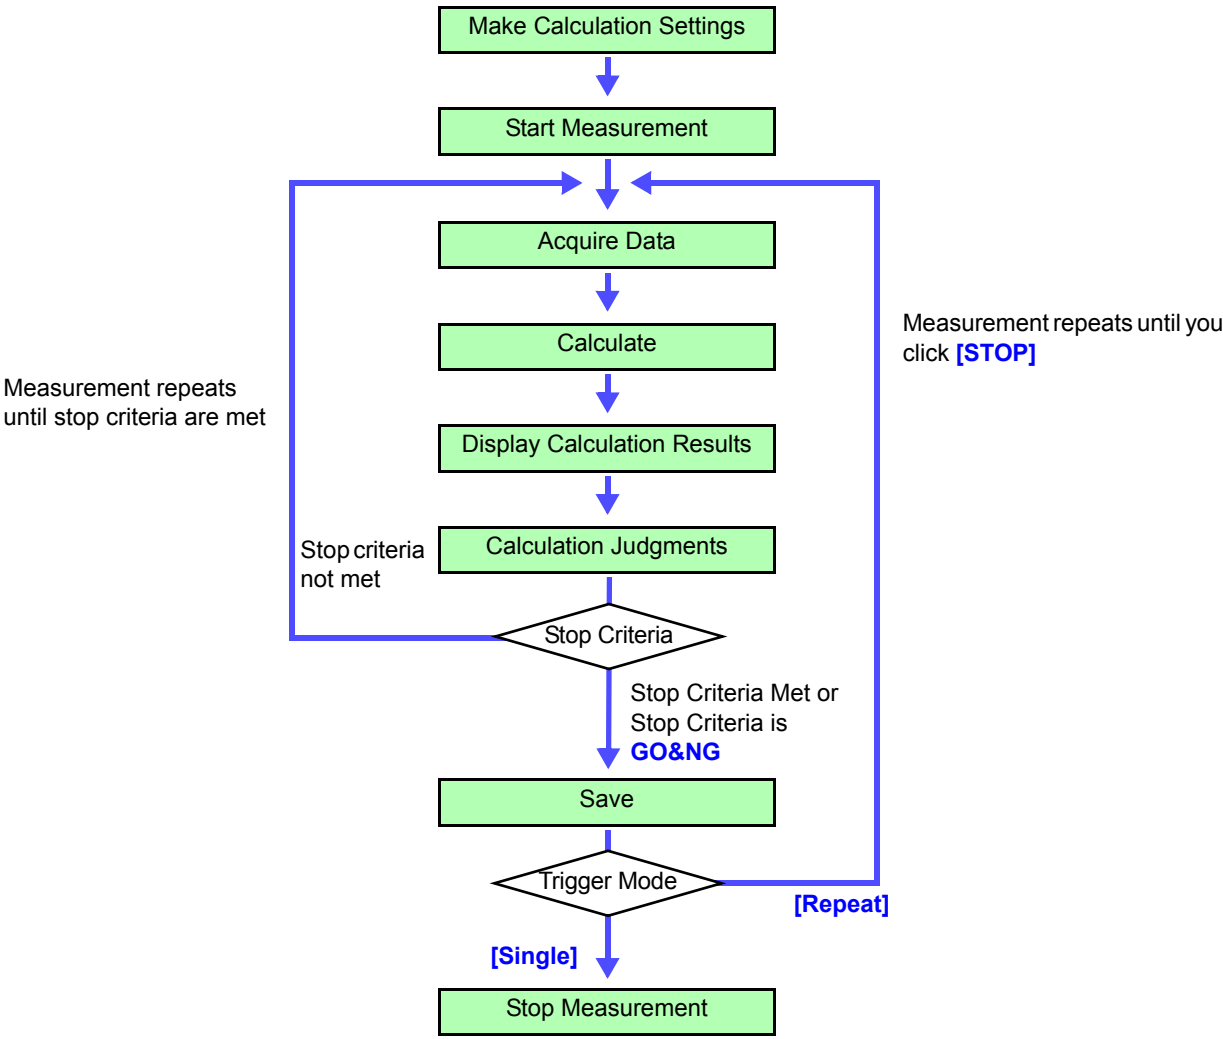 Make Calculation Settings
Start Measurement
Acquire Data
Measurement repeats until you
click [STOP]
Calculate
Measurement repeats
until stop criteria are met
Display Calculation Results
Calculation Judgments
Stop criteria
not met
Stop Criteria
Stop Criteria Met or
Stop Criteria is
GO&NG
Save
Trigger Mode
[Repeat]
[Single]
Stop Measurement